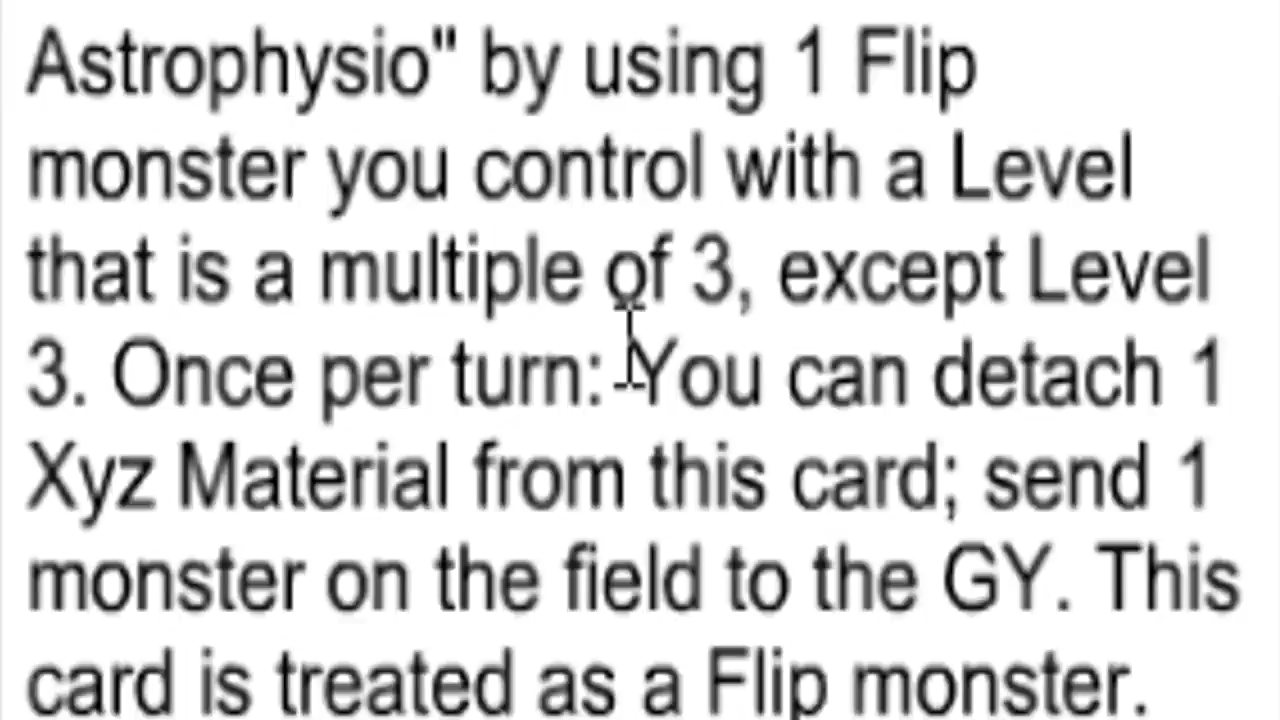 Astrophysio" by using 1 Flip
monster you control with a Level
that is a multiple of 3, except Level
3. Once per turn: You can detach 1
Xyz Material from this card; send 1
monster on the field to the GY. This
card is treated as a Flip monster.